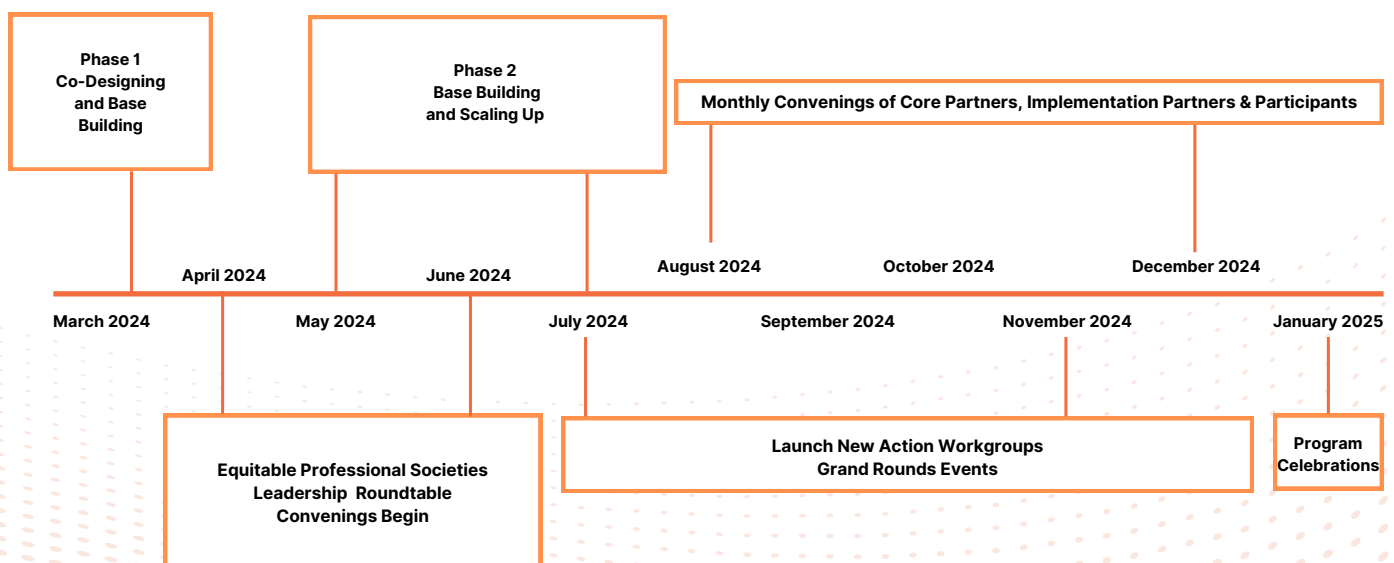 Phase 1
Co-Designing
and Base
Building
Phase 2
Base Building
and Scaling Up
Monthly Convenings of Core Partners, Implementation Partners & Participants
April 2024
June 2024
August 2024
October 2024
December 2024
March 2024
May 2024
July 2024
September 2024
November 2024
January 2025
Equitable Professional Societies
Leadership Roundtable
Convenings Begin
Launch New Action Workgroups
Grand Rounds Events
Program
Celebrations